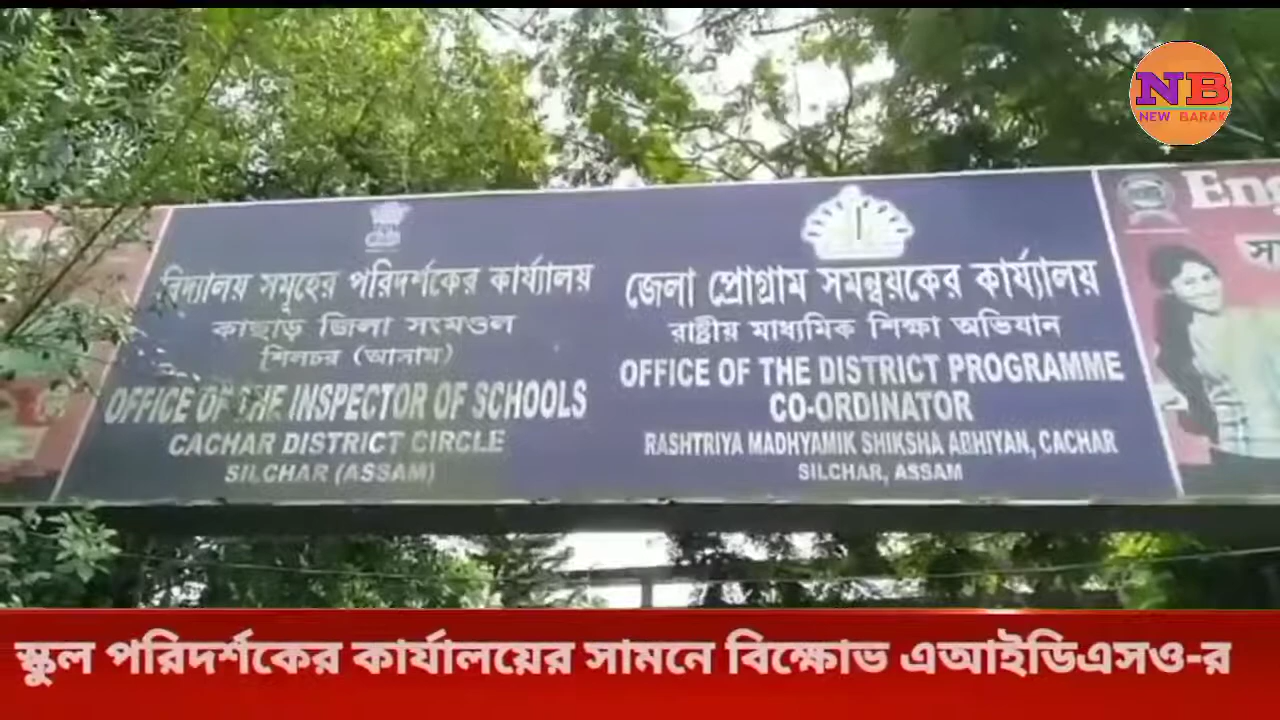 NB
NEW BARAK
বিদ্যালয় সমূহের পরিদর্শকের কার্য্যালয়
কাছাড় জিলা সংমণ্ডল
শিলচর (আসাম)
OFFICE OF THE INSPECTOR OF SCHOOLS
CACHAR DISTRICT CIRCLE
SILCHAR (ASSAM)
জেলা প্রোগ্রাম সমন্বয়কের কার্য্যালয়
রাষ্ট্রীয় মাধ্যমিক শিক্ষা অভিযান
OFFICE OF THE DISTRICT PROGRAMME
CO-ORDINATOR
RASHTRIYA MADHYAMIK SHIKSHA ABHIYAN, CACHAR
SILCHAR, ASSAM
Eng
স্কুল পরিদর্শকের কার্যালয়ের সামনে বিক্ষোভ এআইডিএসও-র